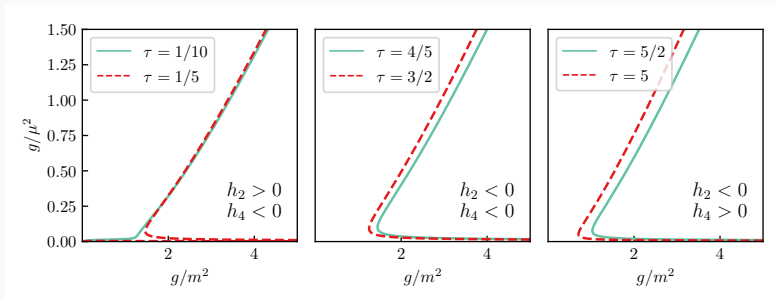 1.50
1.25
1.00
0.75
0.50
0.25
0.00
g/μ²
τ = 1/10
τ = 1/5
h₂ > 0
h₄ < 0
2 4
g/m²
τ = 4/5
τ = 3/2
h₂ < 0
h₄ < 0
2 4
g/m²
τ = 5/2
τ = 5
h₂ < 0
h₄ > 0
2 4
g/m²